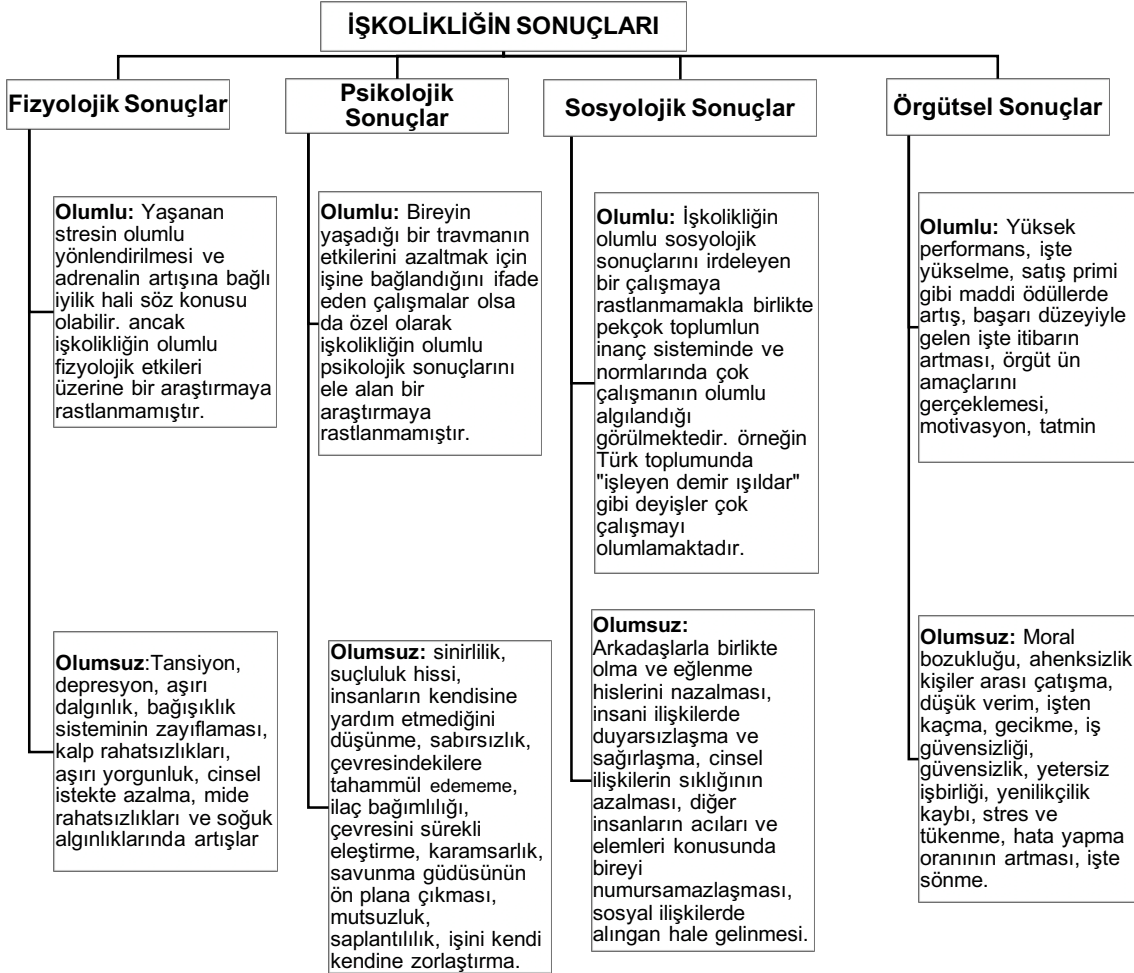 İŞKOLİKLİĞİN SONUÇLARI
Fizyolojik Sonuçlar
Olumlu: Yaşanan
stresin olumlu
yönlendirilmesi ve
adrenalin artışına bağlı
iyilik hali söz konusu
olabilir. ancak
işkolikliğin olumlu
fizyolojik etkileri
üzerine bir araştırmaya
rastlanmamıştır.
Olumsuz:Tansiyon,
depresyon, aşırı
dalgınlık, bağışıklık
sisteminin zayıflaması,
kalp rahatsızlıkları,
aşırı yorgunluk, cinsel
istekte azalma, mide
rahatsızlıkları ve soğuk
algınlıklarında artışlar
Psikolojik
Sonuçlar
Olumlu: Bireyin
yaşadığı bir travmanın
etkilerini azaltmak için
işine bağlandığını ifade
eden çalışmalar olsa
da özel olarak
işkolikliğin olumlu
psikolojik sonuçlarını
ele alan bir
araştırmaya
rastlanmamıştır.
Olumsuz: sinirlilik,
suçluluk hissi,
insanların kendisine
yardım etmediğini
düşünme, sabırsızlık,
çevresindekilere
tahammül edememe,
ilaç bağımlılığı,
çevresini sürekli
eleştirme, karamsarlık,
savunma güdüsünün
ön plana çıkması,
mutsuzluk,
saplantılılık, işini kendi
kendine zorlaştırma.
Sosyolojik Sonuçlar
Olumlu: İşkolikliğin
olumlu sosyolojik
sonuçlarını irdeleyen
bir çalışmaya
rastlanmamakla birlikte
pekçok toplumlun
inanç sisteminde ve
normlarında çok
çalışmanın olumlu
algılandığı
görülmektedir. örneğin
Türk toplumunda
"işleyen demir ışıldar"
gibi deyişler çok
çalışmayı
olumlamaktadır.
Olumsuz:
Arkadaşlarla birlikte
olma ve eğlenme
hislerini nazalması,
insani ilişkilerde
duyarsızlaşma ve
sağırlaşma, cinsel
ilişkilerin sıklığının
azalması, diğer
insanların acıları ve
elemleri konusunda
bireyi
numursamazlaşması,
sosyal ilişkilerde
alıngan hale gelinmesi.
Örgütsel Sonuçlar
Olumlu: Yüksek
performans, işte
yükselme, satış primi
gibi maddi ödüllerde
artış, başarı düzeyiyle
gelen işte itibarın
artması, örgüt ün
amaçlarını
gerçeklemesi,
motivasyon, tatmin
Olumsuz: Moral
bozukluğu, ahenksizlik
kişiler arası çatışma,
düşük verim, işten
kaçma, gecikme, iş
güvensizliği,
güvensizlik, yetersiz
işbirliği, yenilikçilik
kaybı, stres ve
tükenme, hata yapma
oranının artması, işte
sönme.